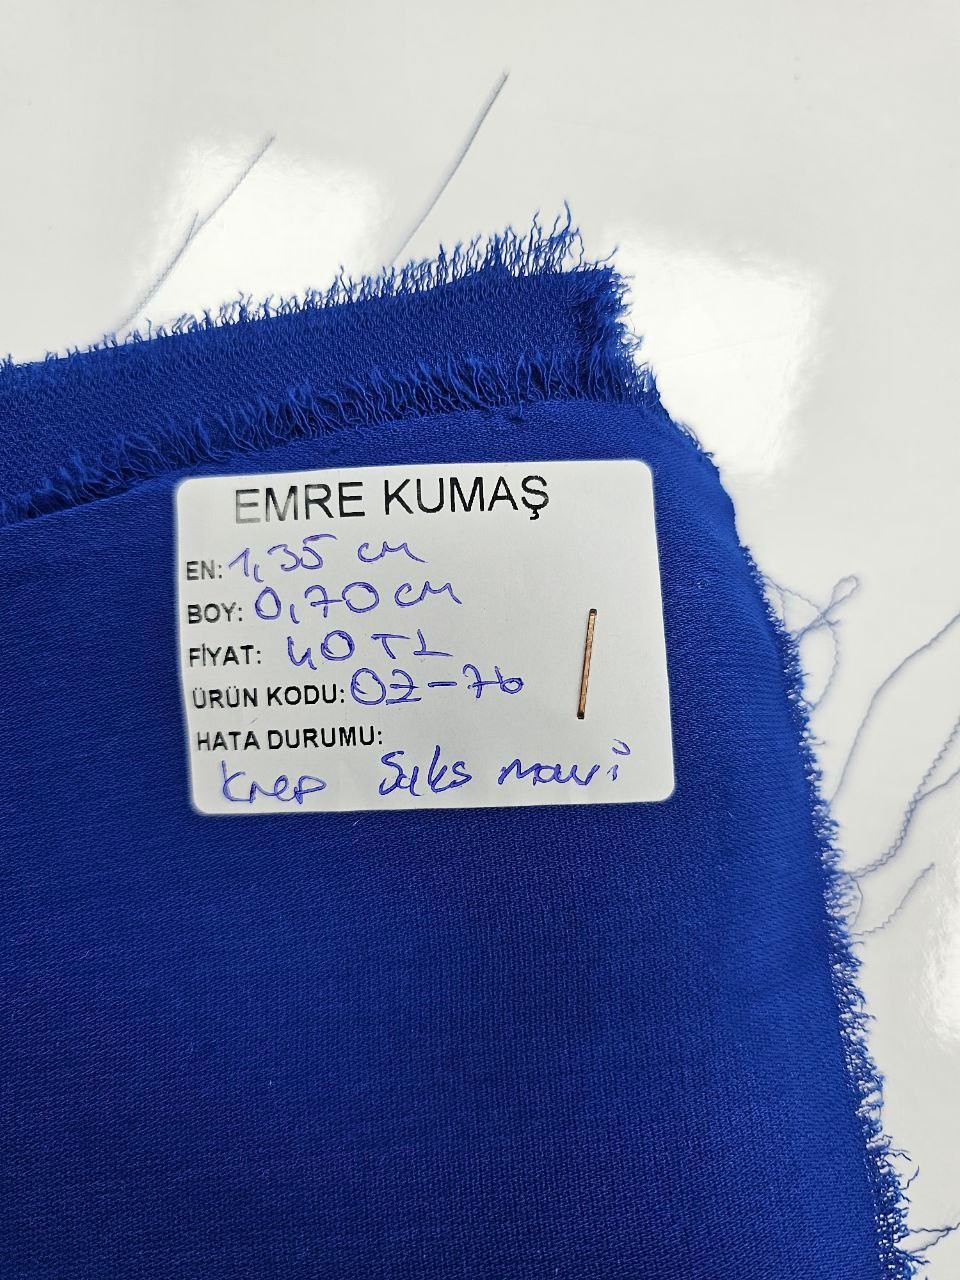 EMRE KUMAŞ
EN: 1,35 cm
BOY: 0,70 cm
FİYAT: 40 TL
ÜRÜN KODU: OZ-76
HATA DURUMU:
Krep Saks mavi